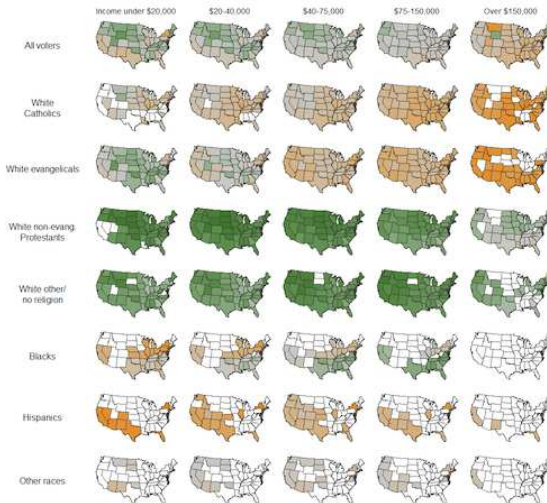 Income under $20,000 $20-40,000 $40-75,000 $75-150,000 Over $150,000
All voters
White
Catholics
White evangelicals
White non-evang.
Protestants
White other/
no religion
Blacks
Hispanics
Other races